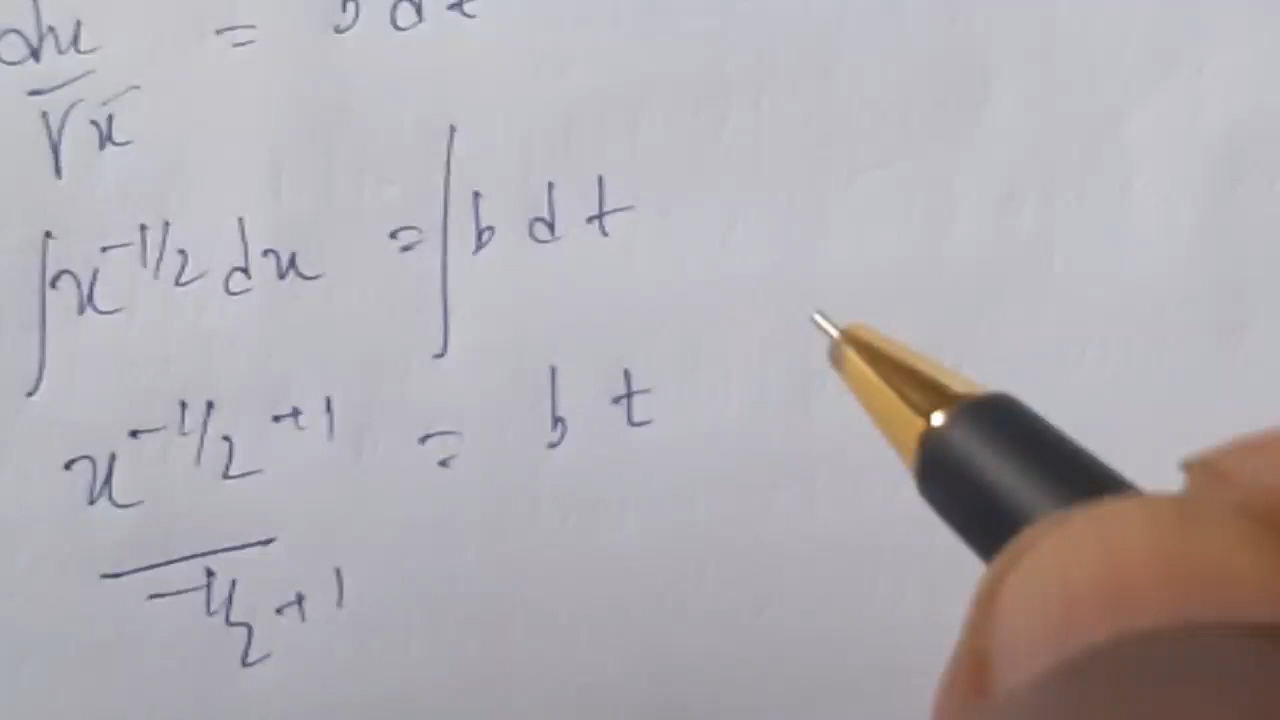 dx/√x = b dt
∫x^{-1/2} dx = ∫b dt
x^{-1/2 +1}/(-1/2 +1) = b t